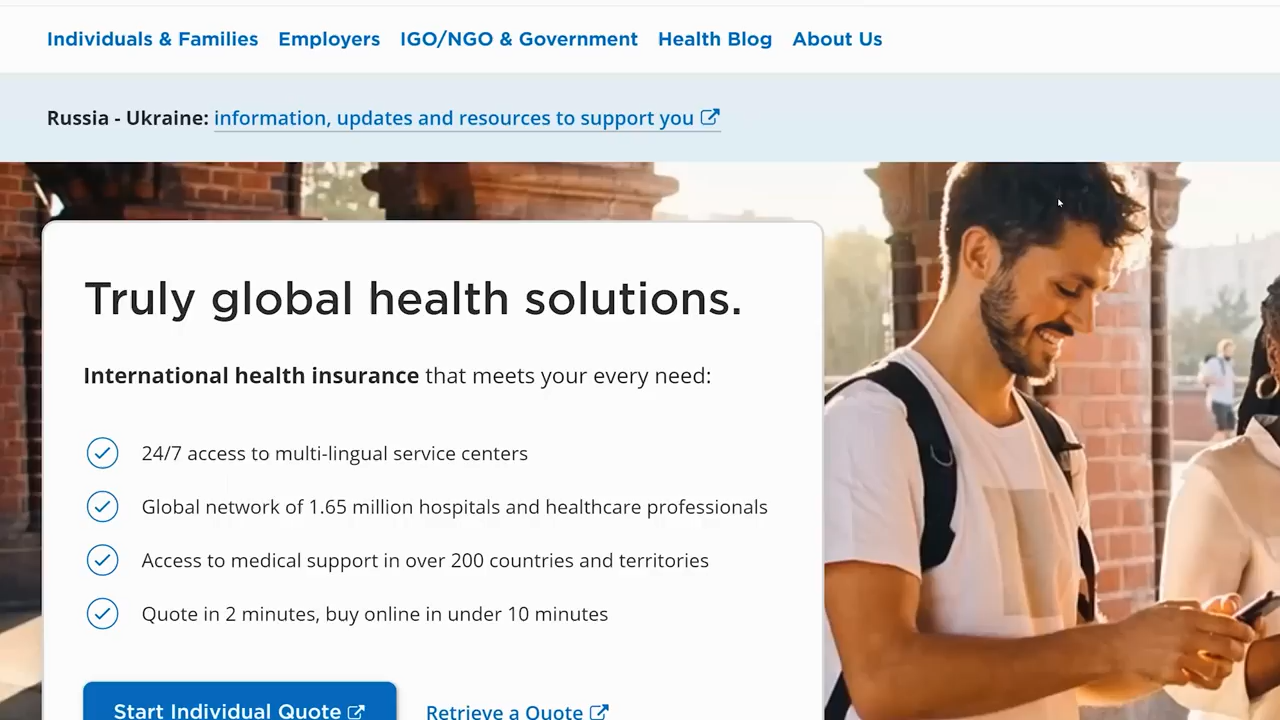 Individuals & Families Employers IGO/NGO & Government Health Blog About Us
Russia - Ukraine: information, updates and resources to support you
Truly global health solutions.
International health insurance that meets your every need:
24/7 access to multi-lingual service centers
Global network of 1.65 million hospitals and healthcare professionals
Access to medical support in over 200 countries and territories
Quote in 2 minutes, buy online in under 10 minutes
Start Individual Quote Retrieve a Quote